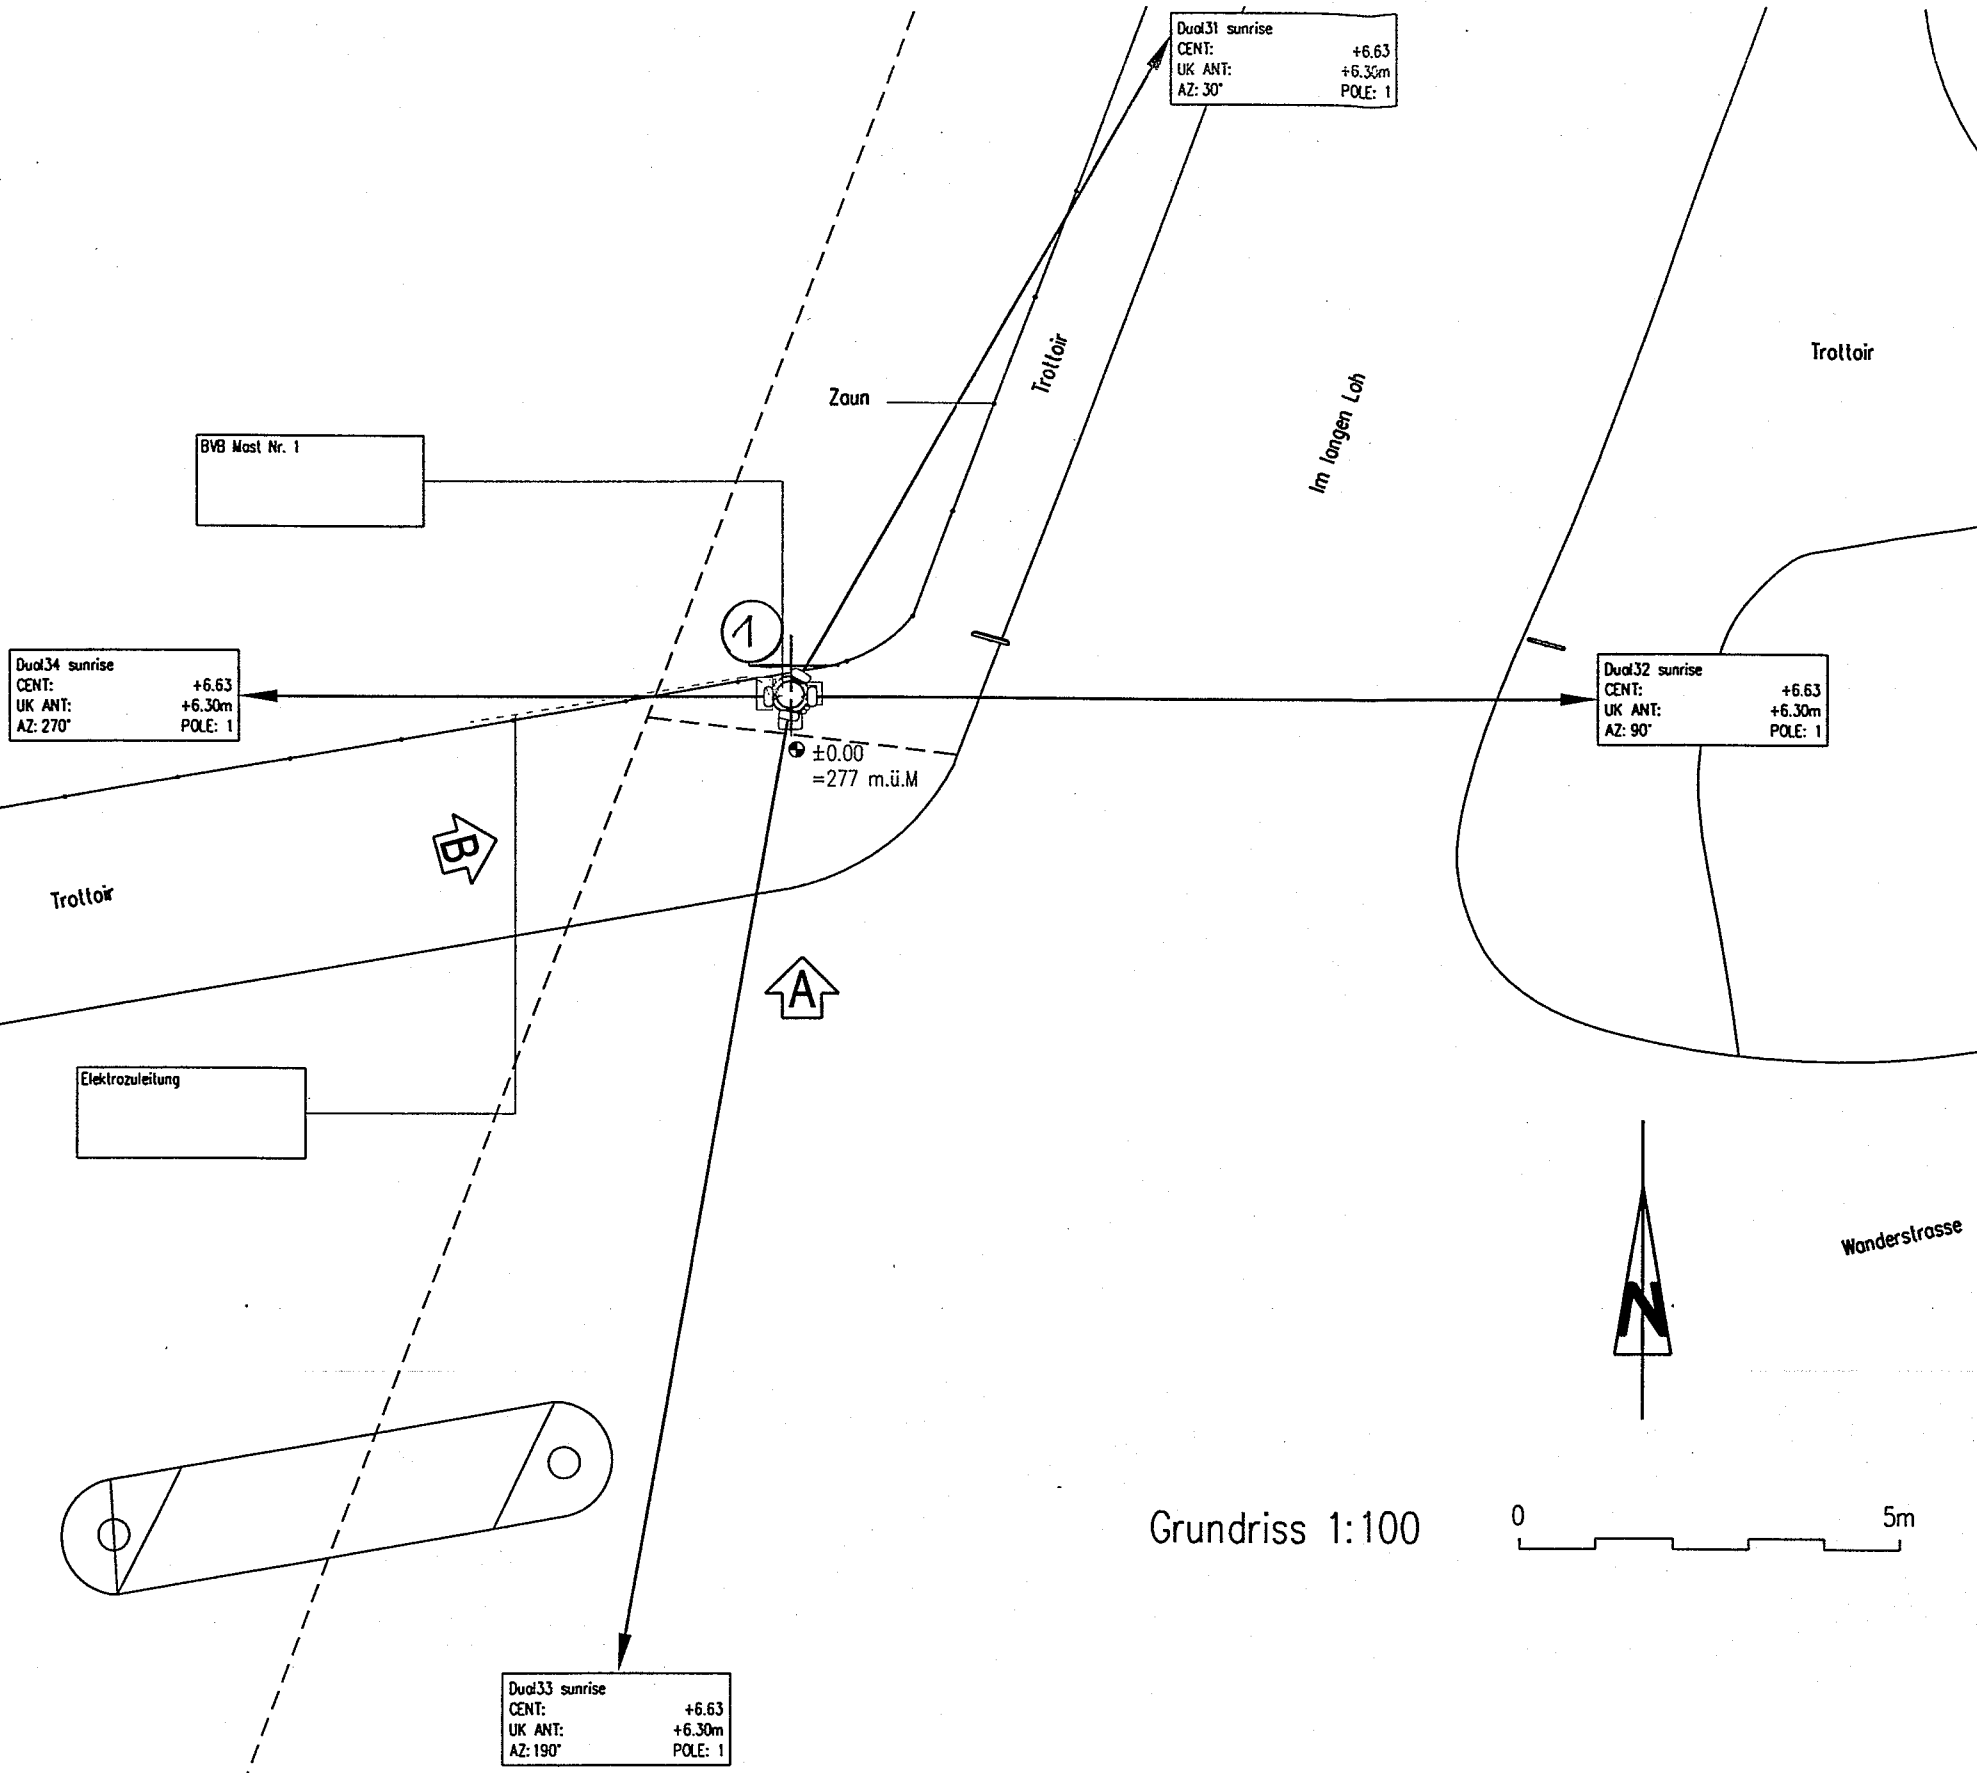 Dual31 sunrise
CENT: +6.63
UK ANT: +6.30m
AZ: 30° POLE: 1
Trottoir
Zaun
Trottoir
Im langen Loh
BVB Mast Nr. 1
1
Dual34 sunrise
CENT: +6.63
UK ANT: +6.30m
AZ: 270° POLE: 1
Dual32 sunrise
CENT: +6.63
UK ANT: +6.30m
AZ: 90° POLE: 1
±0.00
=277 m.ü.M
B
Trottoir
A
Elektrozuleitung
Wanderstrasse
N
Grundriss 1:100
0 5m
Dual33 sunrise
CENT: +6.63
UK ANT: +6.30m
AZ: 190° POLE: 1